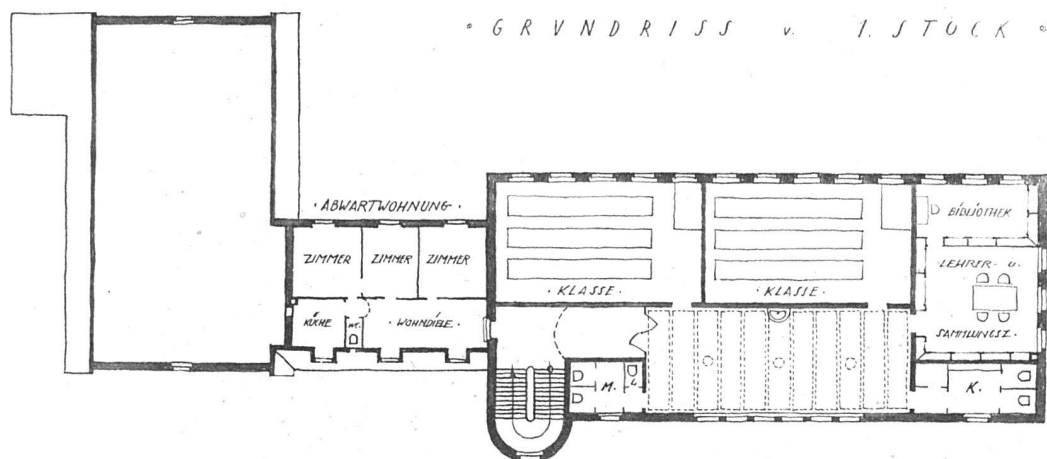 • GRVNDRISS v. 1. STOCK •
· ABWARTWOHNUNG ·
ZIMMER
ZIMMER
ZIMMER
KÜCHE
WC.
· WOHNDIELE ·
· KLASSE ·
· KLASSE ·
BIBLIOTHEK
LEHRER- u.
SAMMLUNGSZ.
M.
L.
K.